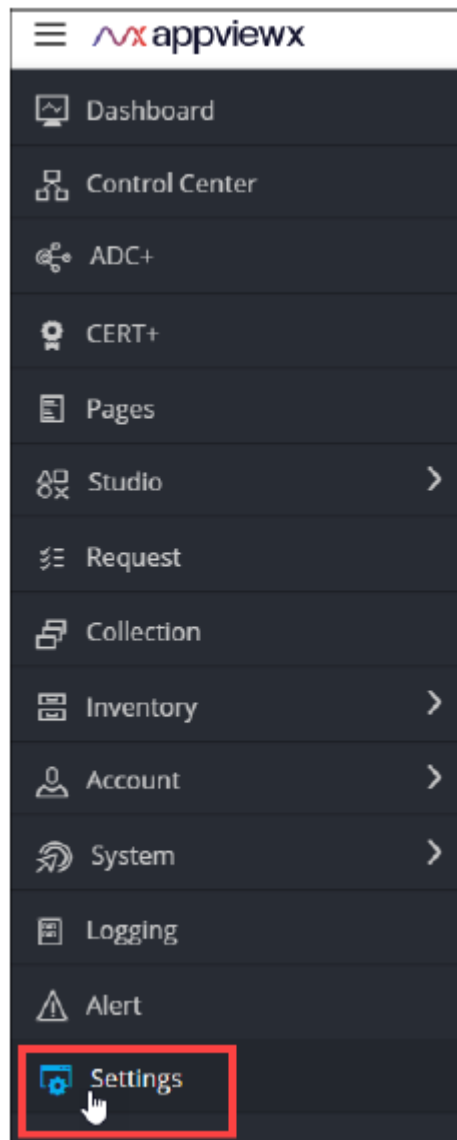 appviewx
Dashboard
Control Center
ADC+
CERT+
Pages
Studio
Request
Collection
Inventory
Account
System
Logging
Alert
Settings